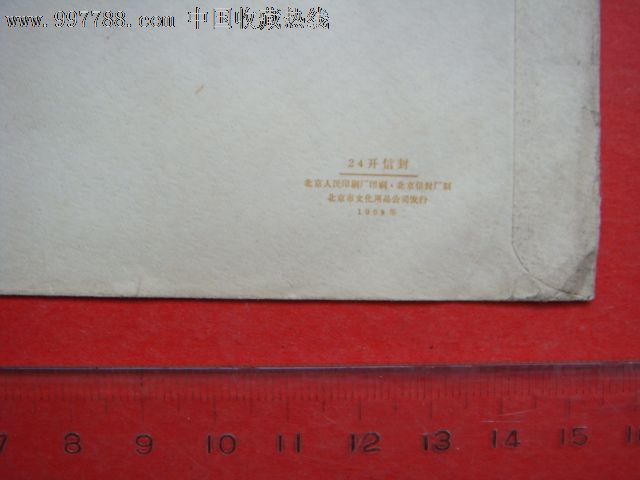 www.997788.com 中国收藏热线
24开信封
北京人民印刷厂印刷·北京信封厂制
北京市文化用品公司发行
7 8 9 10 11 12 13 14 15 16